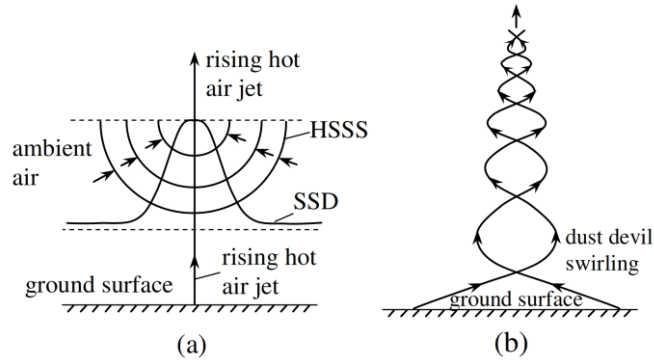 rising hot
air jet
HSSS
ambient
air
SSD
rising hot
air jet
ground surface
(a)
dust devil
swirling
ground surface
(b)